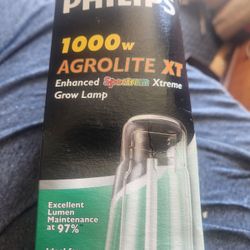 PHILIPS
1000w
AGROLITE XT
Enhanced Spectrum Xtreme
Grow Lamp
Excellent
Lumen
Maintenance
at 97%